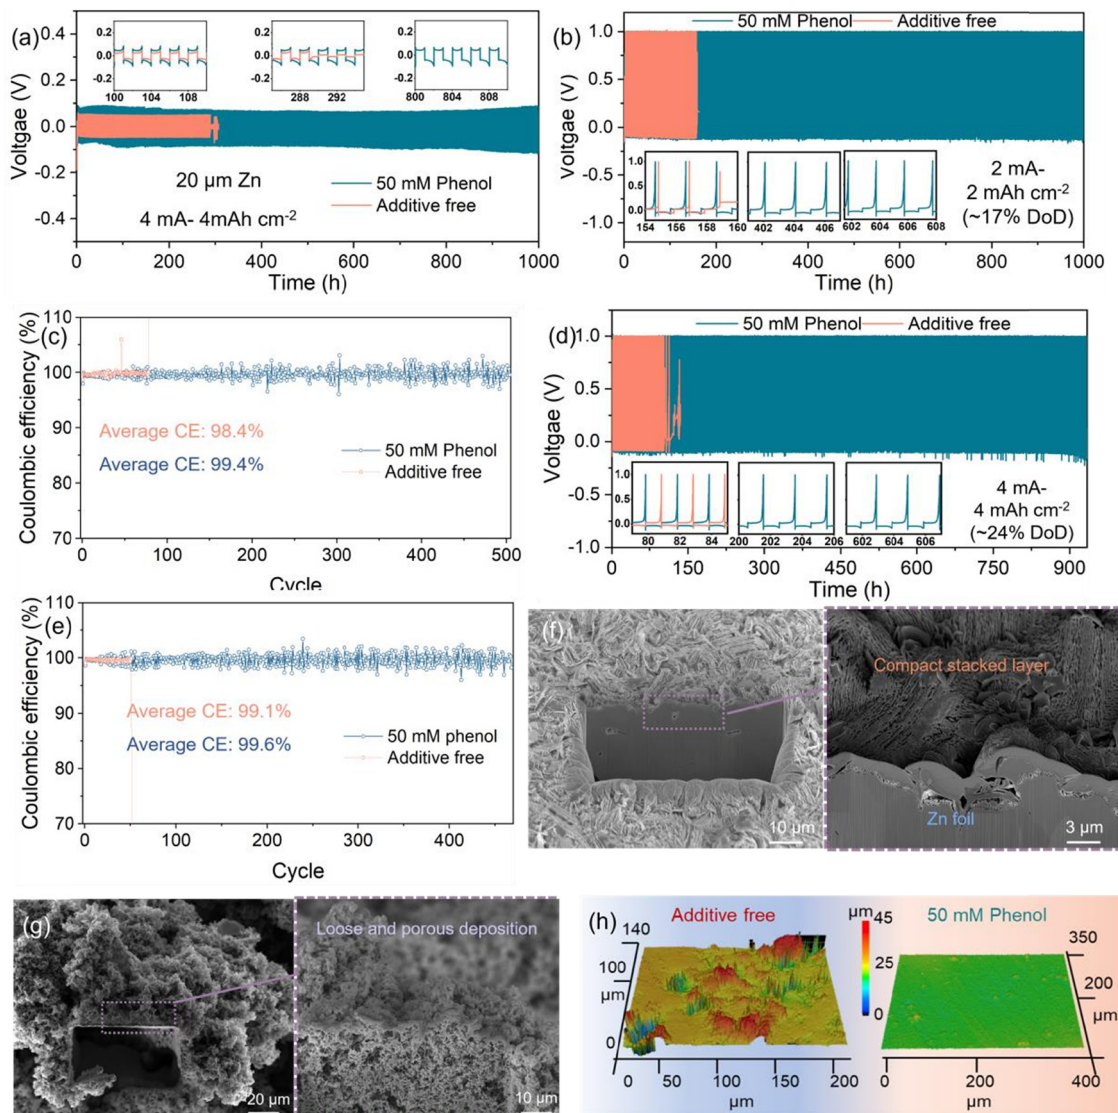 (a)
0.4
0.2
0.0
-0.2
-0.4
Voltgae (V)
0.2
0.0
-0.2
100 104 108
0.2
0.0
-0.2
288 292
0.2
0.0
-0.2
800 804 808
20 µm Zn
4 mA- 4mAh cm-2
50 mM Phenol
Additive free
0 200 400 600 800 1000
Time (h)
(b)
50 mM Phenol Additive free
1.0
0.5
0.0
-0.5
-1.0
Voltgae (V)
1.0
0.5
0.0
154 156 158 160
402 404 406
602 604 606 608
2 mA-
2 mAh cm-2
(~17% DoD)
0 200 400 600 800 1000
Time (h)
(c)
110
100
90
80
70
Coulombic efficiency (%)
Average CE: 98.4%
Average CE: 99.4%
50 mM Phenol
Additive free
0 100 200 300 400 500
Cycle
(d)
50 mM Phenol Additive free
1.0
0.5
0.0
-0.5
-1.0
Voltgae (V)
1.0
0.5
0.0
80 82 84
200 202 204 206
602 604 606
4 mA-
4 mAh cm-2
(~24% DoD)
0 150 300 450 600 750 900
Time (h)
(e)
110
100
90
80
70
Coulombic efficiency (%)
Average CE: 99.1%
Average CE: 99.6%
50 mM phenol
Additive free
0 100 200 300 400
Cycle
(f)
10 µm
Compact stacked layer
Zn foil
3 µm
(g)
20 µm
Loose and porous deposition
10 µm
(h)
Additive free
140
100
µm
0
0 50 100 150 200
µm
µm
45
25
0
50 mM Phenol
350
200
µm
0
0 200 400
µm